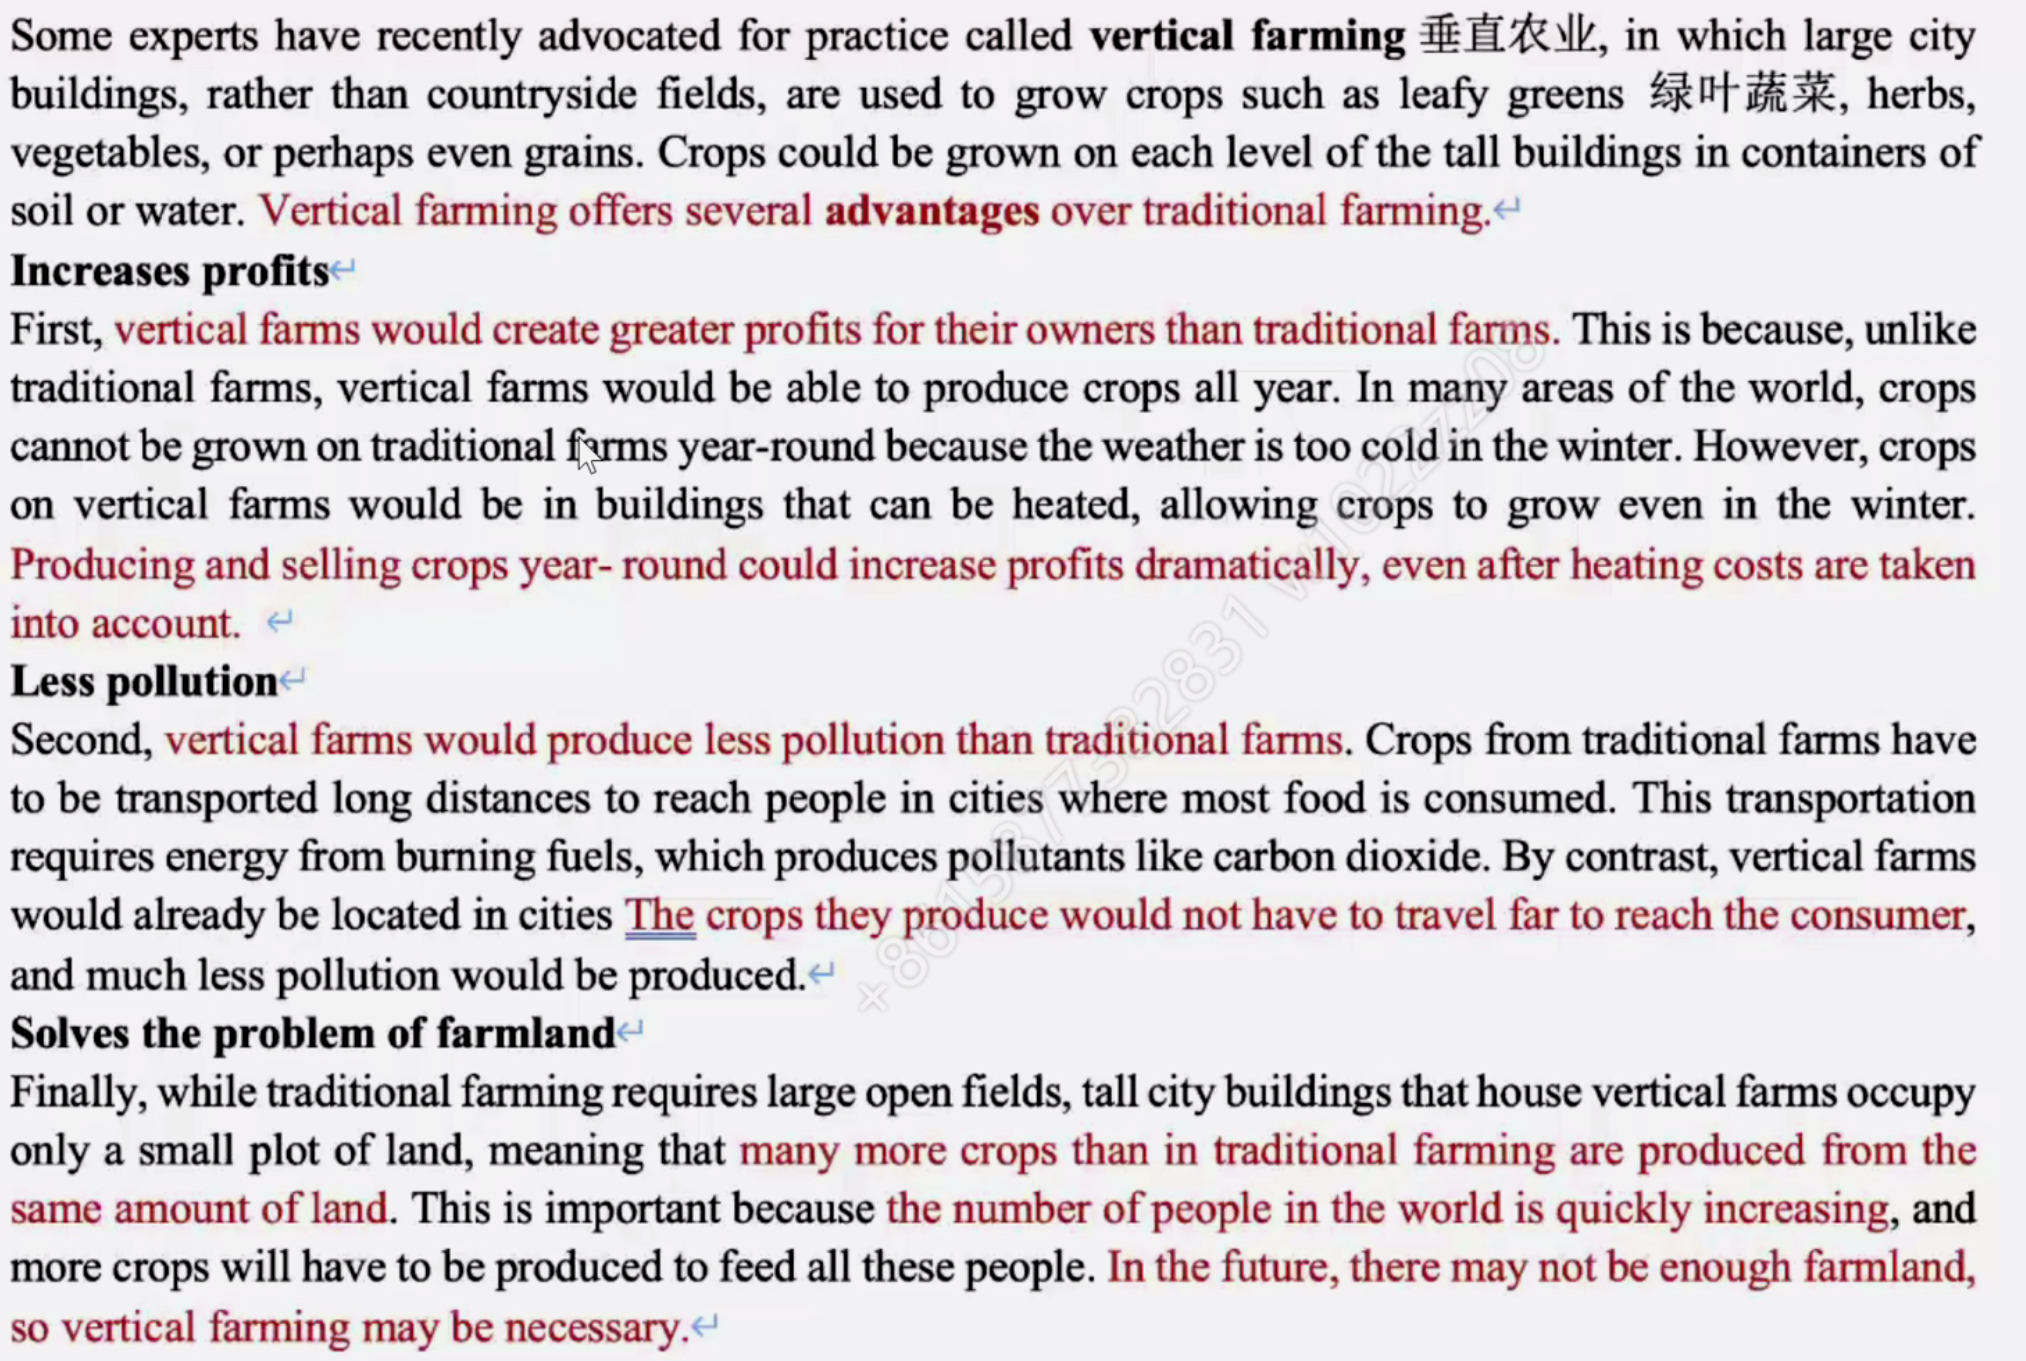 Some experts have recently advocated for practice called vertical farming 垂直农业, in which large city
buildings, rather than countryside fields, are used to grow crops such as leafy greens 绿叶蔬菜, herbs,
vegetables, or perhaps even grains. Crops could be grown on each level of the tall buildings in containers of
soil or water. Vertical farming offers several advantages over traditional farming.
Increases profits
First, vertical farms would create greater profits for their owners than traditional farms. This is because, unlike
traditional farms, vertical farms would be able to produce crops all year. In many areas of the world, crops
cannot be grown on traditional farms year-round because the weather is too cold in the winter. However, crops
on vertical farms would be in buildings that can be heated, allowing crops to grow even in the winter.
Producing and selling crops year- round could increase profits dramatically, even after heating costs are taken
into account.
Less pollution
Second, vertical farms would produce less pollution than traditional farms. Crops from traditional farms have
to be transported long distances to reach people in cities where most food is consumed. This transportation
requires energy from burning fuels, which produces pollutants like carbon dioxide. By contrast, vertical farms
would already be located in cities The crops they produce would not have to travel far to reach the consumer,
and much less pollution would be produced.
Solves the problem of farmland
Finally, while traditional farming requires large open fields, tall city buildings that house vertical farms occupy
only a small plot of land, meaning that many more crops than in traditional farming are produced from the
same amount of land. This is important because the number of people in the world is quickly increasing, and
more crops will have to be produced to feed all these people. In the future, there may not be enough farmland,
so vertical farming may be necessary.